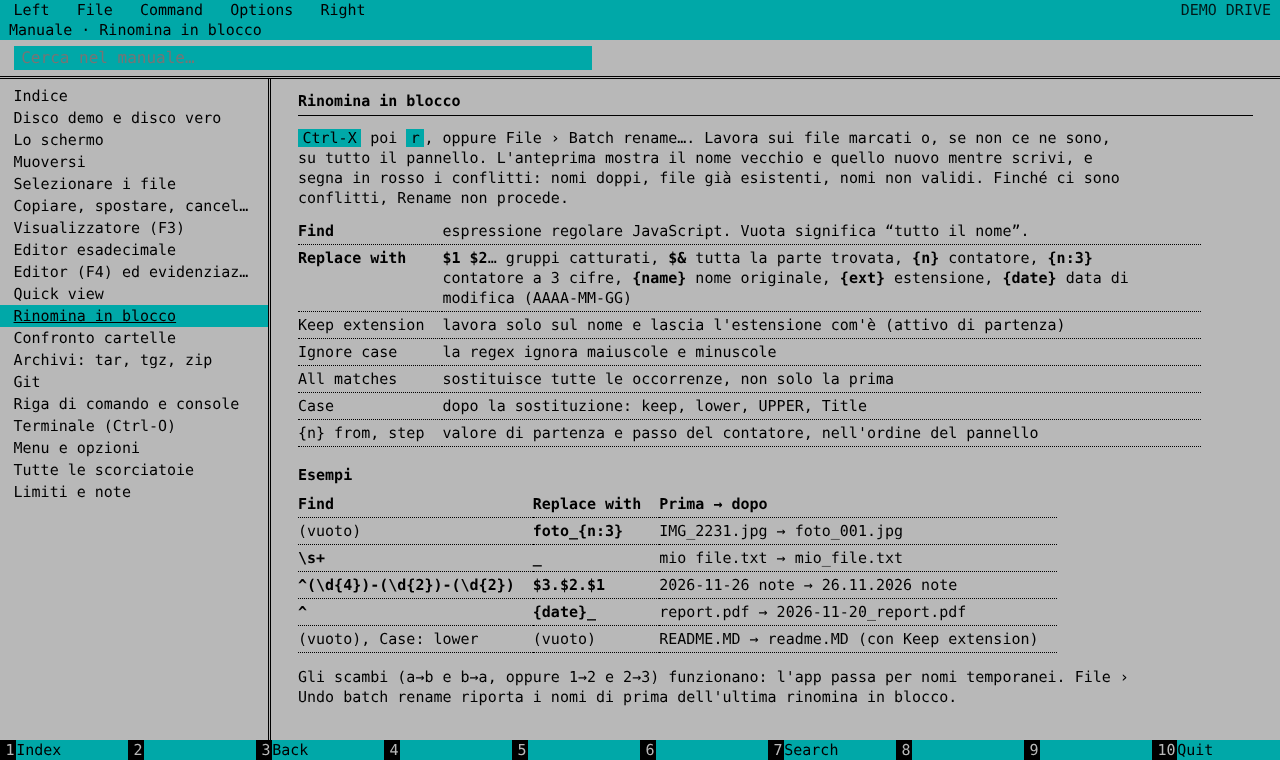 Left File Command Options Right DEMO DRIVE
Manuale · Rinomina in blocco
Cerca nel manuale…
Indice
Disco demo e disco vero
Lo schermo
Muoversi
Selezionare i file
Copiare, spostare, cancel…
Visualizzatore (F3)
Editor esadecimale
Editor (F4) ed evidenziaz…
Quick view
Rinomina in blocco
Confronto cartelle
Archivi: tar, tgz, zip
Git
Riga di comando e console
Terminale (Ctrl-O)
Menu e opzioni
Tutte le scorciatoie
Limiti e note
Rinomina in blocco
Ctrl-X poi r, oppure File › Batch rename…. Lavora sui file marcati o, se non ce ne sono,
su tutto il pannello. L'anteprima mostra il nome vecchio e quello nuovo mentre scrivi, e
segna in rosso i conflitti: nomi doppi, file già esistenti, nomi non validi. Finché ci sono
conflitti, Rename non procede.
Find espressione regolare JavaScript. Vuota significa “tutto il nome”.
Replace with $1 $2… gruppi catturati, $& tutta la parte trovata, {n} contatore, {n:3}
contatore a 3 cifre, {name} nome originale, {ext} estensione, {date} data di
modifica (AAAA-MM-GG)
Keep extension lavora solo sul nome e lascia l'estensione com'è (attivo di partenza)
Ignore case la regex ignora maiuscole e minuscole
All matches sostituisce tutte le occorrenze, non solo la prima
Case dopo la sostituzione: keep, lower, UPPER, Title
{n} from, step valore di partenza e passo del contatore, nell'ordine del pannello
Esempi
Find Replace with Prima → dopo
(vuoto) foto_{n:3} IMG_2231.jpg → foto_001.jpg
\s+ _ mio file.txt → mio_file.txt
^(\d{4})-(\d{2})-(\d{2}) $3.$2.$1 2026-11-26 note → 26.11.2026 note
^ {date}_ report.pdf → 2026-11-20_report.pdf
(vuoto), Case: lower (vuoto) README.MD → readme.MD (con Keep extension)
Gli scambi (a→b e b→a, oppure 1→2 e 2→3) funzionano: l'app passa per nomi temporanei. File ›
Undo batch rename riporta i nomi di prima dell'ultima rinomina in blocco.
1Index 2 3Back 4 5 6 7Search 8 9 10Quit